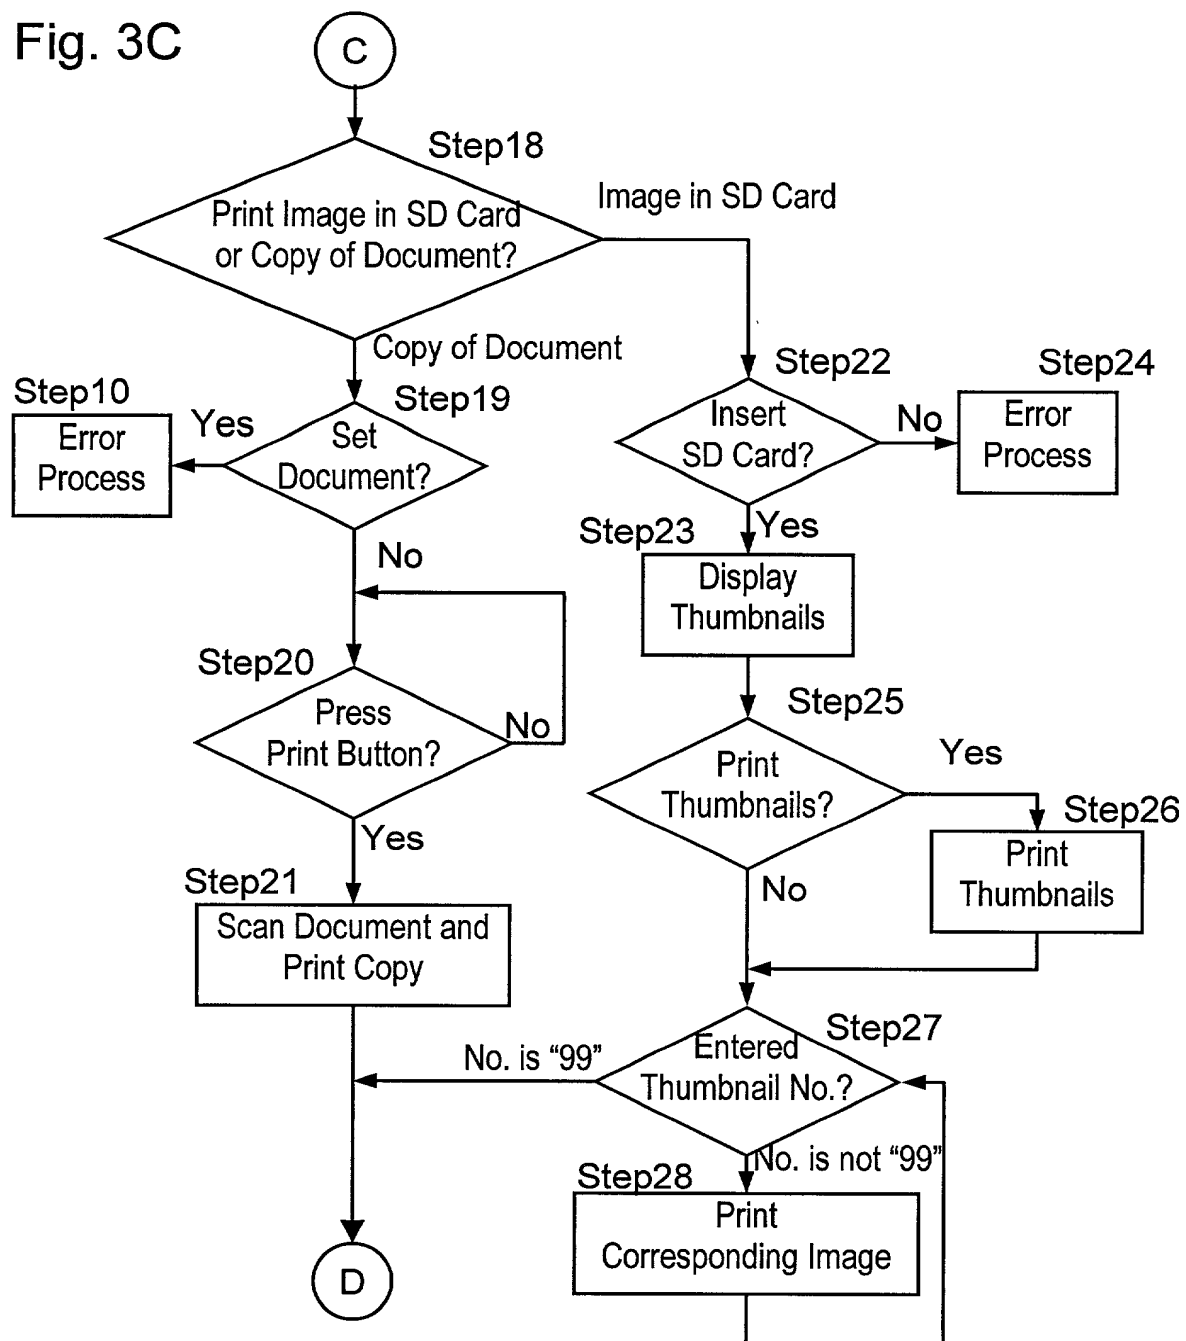 Fig. 3C
C
Step18
Print Image in SD Card
or Copy of Document?
Image in SD Card
Copy of Document
Step10
Error
Process
Yes
Step19
Set
Document?
No
Step20
Press
Print Button?
No
Yes
Step21
Scan Document and
Print Copy
Step22
Insert
SD Card?
No
Step24
Error
Process
Yes
Step23
Display
Thumbnails
Step25
Print
Thumbnails?
Yes
Step26
Print
Thumbnails
No
Step27
Entered
Thumbnail No.?
No. is “99”
No. is not “99”
Step28
Print
Corresponding Image
D